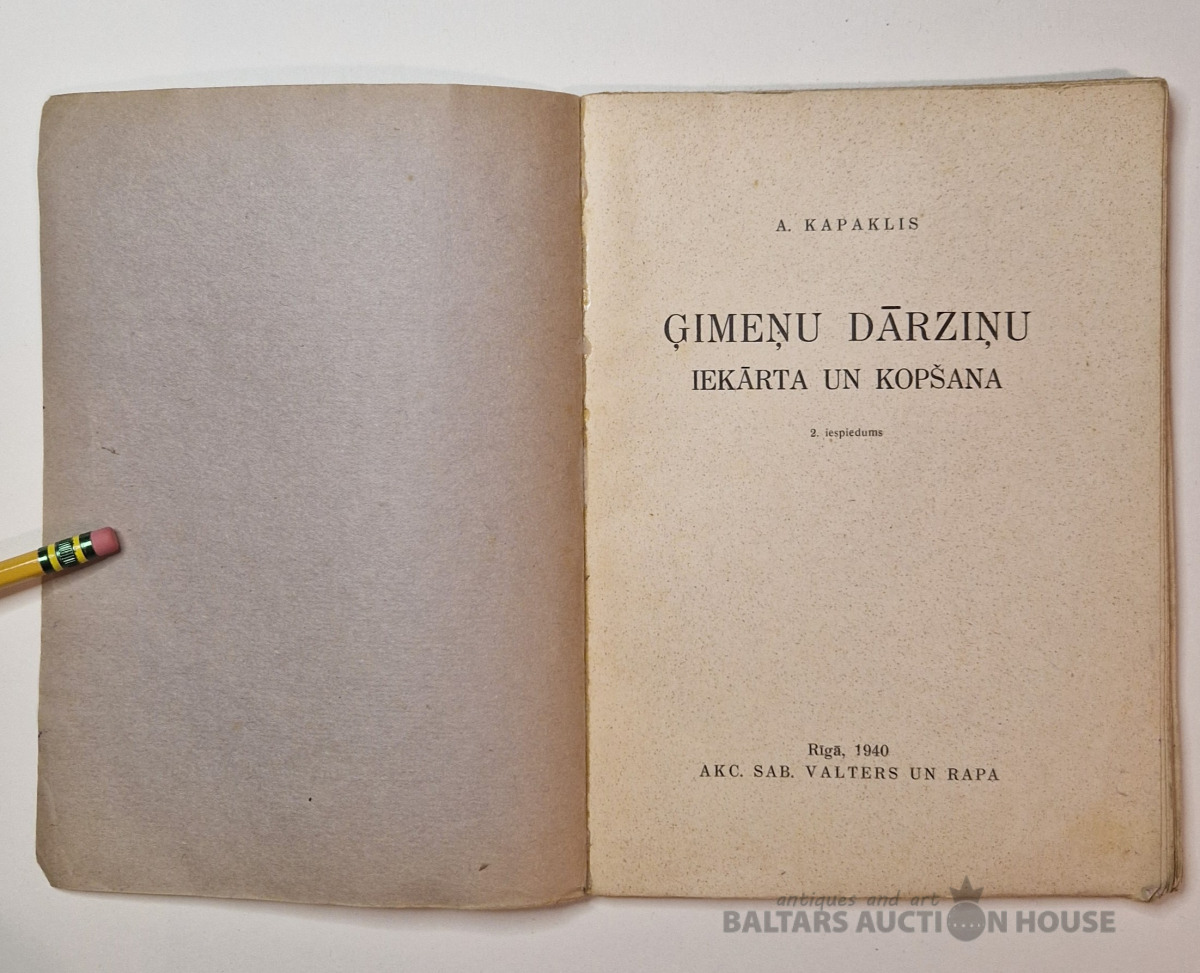 A. KAPAKLIS
ĢIMEŅU DĀRZIŅU
IEKĀRTA UN KOPŠANA
2. iespiedums
Rīgā, 1940
AKC. SAB. VALTERS UN RAPA
antiques and art
BALTARS AUCTION HOUSE